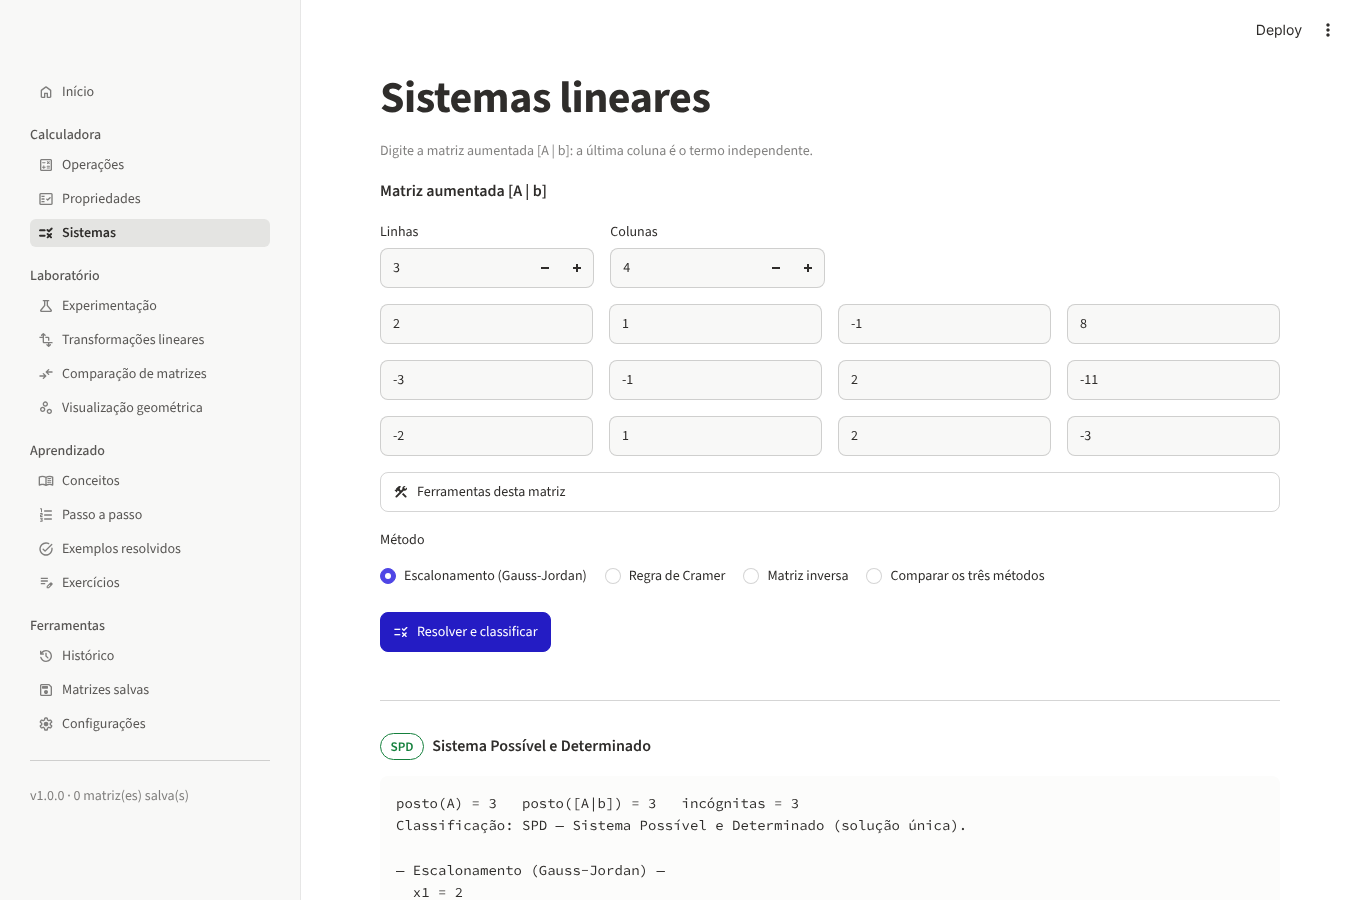 Deploy
Início
Calculadora
Operações
Propriedades
Sistemas
Laboratório
Experimentação
Transformações lineares
Comparação de matrizes
Visualização geométrica
Aprendizado
Conceitos
Passo a passo
Exemplos resolvidos
Exercícios
Ferramentas
Histórico
Matrizes salvas
Configurações
v1.0.0 · 0 matriz(es) salva(s)
Sistemas lineares
Digite a matriz aumentada [A | b]: a última coluna é o termo independente.
Matriz aumentada [A | b]
Linhas Colunas
3 − + 4 − +
2 1 -1 8
-3 -1 2 -11
-2 1 2 -3
Ferramentas desta matriz
Método
Escalonamento (Gauss-Jordan) Regra de Cramer Matriz inversa Comparar os três métodos
Resolver e classificar
SPD Sistema Possível e Determinado
posto(A) = 3   posto([A|b]) = 3   incógnitas = 3
Classificação: SPD — Sistema Possível e Determinado (solução única).
— Escalonamento (Gauss-Jordan) —
x1 = 2